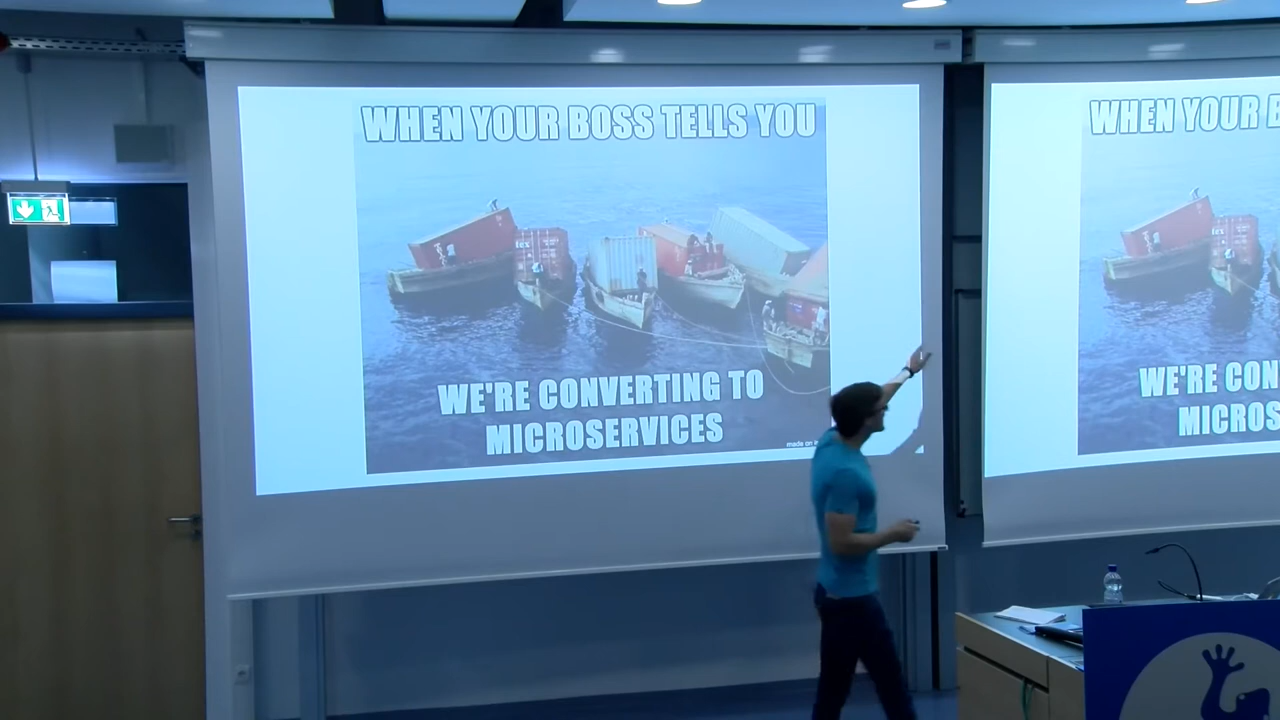 WHEN YOUR BOSS TELLS YOU
WE'RE CONVERTING TO
MICROSERVICES
made on
WHEN YOUR B
WE'RE CON
MICROS